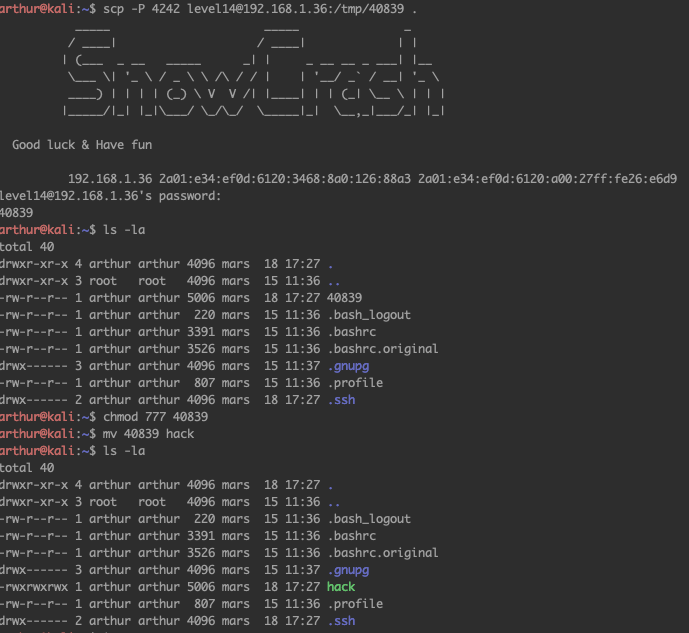 arthur@kali:~$ scp -P 4242 level14@192.168.1.36:/tmp/40839 .
SnowCrash
Good luck & Have fun
192.168.1.36 2a01:e34:ef0d:6120:3468:8a0:126:88a3 2a01:e34:ef0d:6120:a00:27ff:fe26:e6d9
level14@192.168.1.36's password:
40839
arthur@kali:~$ ls -la
total 40
drwxr-xr-x 4 arthur arthur 4096 mars  18 17:27 .
drwxr-xr-x 3 root   root   4096 mars  15 11:36 ..
-rw-r--r-- 1 arthur arthur 5006 mars  18 17:27 40839
-rw-r--r-- 1 arthur arthur  220 mars  15 11:36 .bash_logout
-rw-r--r-- 1 arthur arthur 3391 mars  15 11:36 .bashrc
-rw-r--r-- 1 arthur arthur 3526 mars  15 11:36 .bashrc.original
drwx------ 3 arthur arthur 4096 mars  15 11:37 .gnupg
-rw-r--r-- 1 arthur arthur  807 mars  15 11:36 .profile
drwx------ 2 arthur arthur 4096 mars  18 17:27 .ssh
arthur@kali:~$ chmod 777 40839
arthur@kali:~$ mv 40839 hack
arthur@kali:~$ ls -la
total 40
drwxr-xr-x 4 arthur arthur 4096 mars  18 17:27 .
drwxr-xr-x 3 root   root   4096 mars  15 11:36 ..
-rw-r--r-- 1 arthur arthur  220 mars  15 11:36 .bash_logout
-rw-r--r-- 1 arthur arthur 3391 mars  15 11:36 .bashrc
-rw-r--r-- 1 arthur arthur 3526 mars  15 11:36 .bashrc.original
drwx------ 3 arthur arthur 4096 mars  15 11:37 .gnupg
-rwxrwxrwx 1 arthur arthur 5006 mars  18 17:27 hack
-rw-r--r-- 1 arthur arthur  807 mars  15 11:36 .profile
drwx------ 2 arthur arthur 4096 mars  18 17:27 .ssh